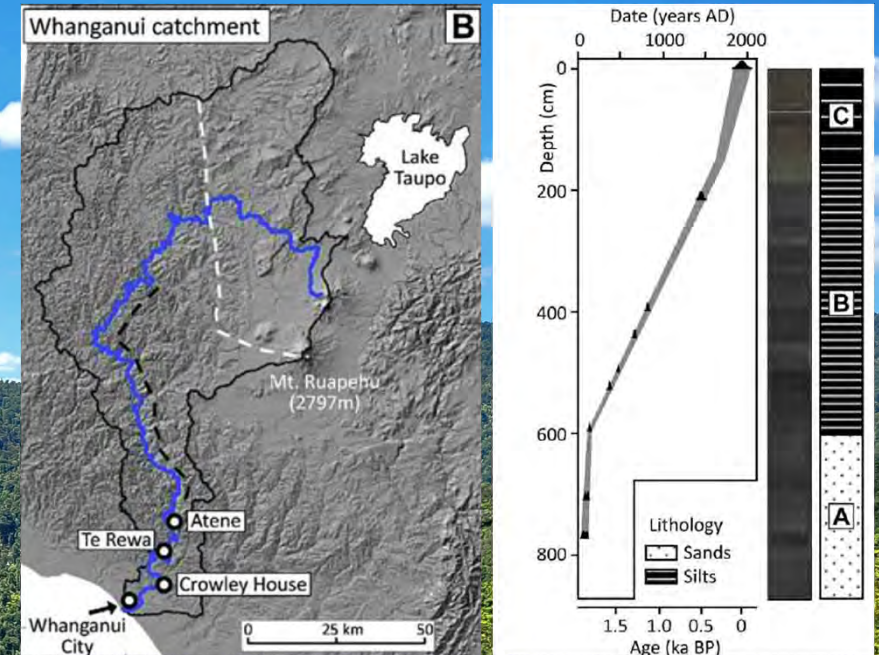 Whanganui catchment
B
Lake
Taupo
Mt. Ruapehu
(2797m)
Atene
Te Rewa
Crowley House
Whanganui
City
0 25 km 50
Date (years AD)
0 1000 2000
Depth (cm)
0
200
400
600
800
C
B
A
Lithology
Sands
Silts
1.5 1.0 0.5 0
Age (ka BP)